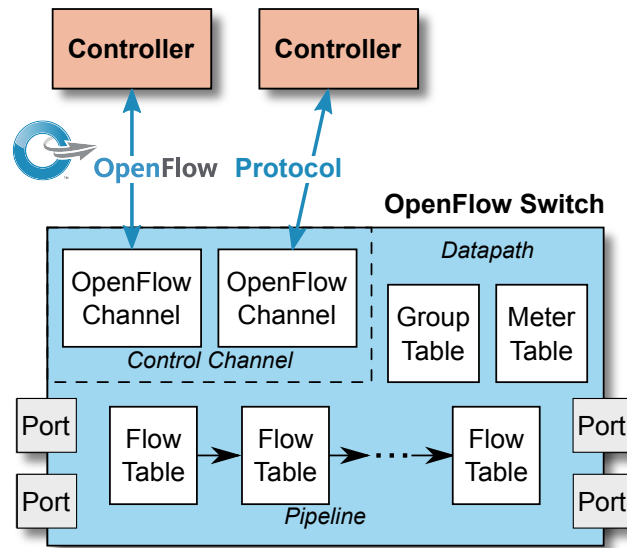 Controller
Controller
OpenFlow Protocol
™
OpenFlow Switch
Datapath
OpenFlow
Channel
OpenFlow
Channel
Control Channel
Group
Table
Meter
Table
Port
Port
Flow
Table
Flow
Table
...
Flow
Table
Port
Port
Pipeline